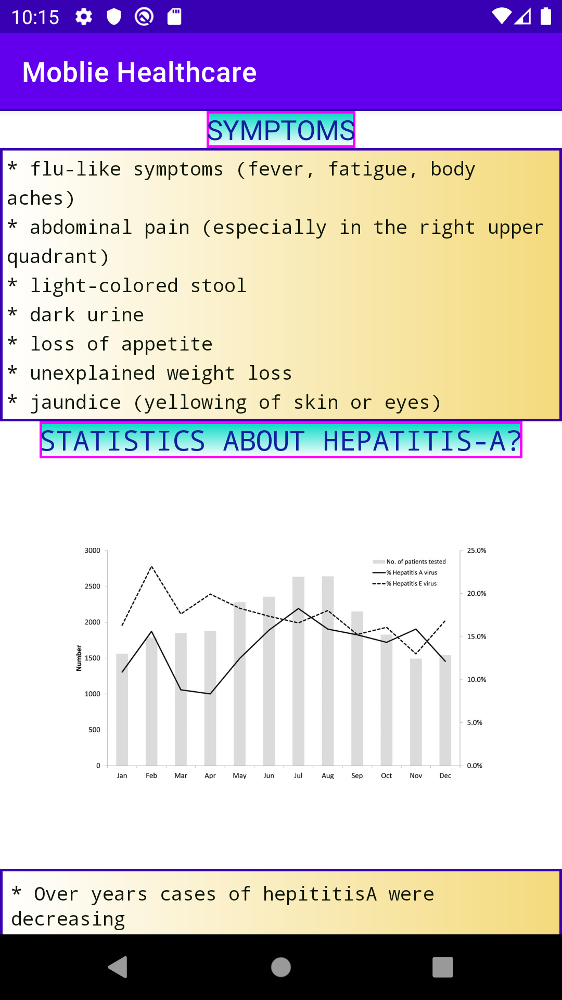 10:15
Moblie Healthcare
SYMPTOMS
* flu-like symptoms (fever, fatigue, body
aches)
* abdominal pain (especially in the right upper
quadrant)
* light-colored stool
* dark urine
* loss of appetite
* unexplained weight loss
* jaundice (yellowing of skin or eyes)
STATISTICS ABOUT HEPATITIS-A?
3000
2500
2000
1500
1000
500
0
Number
25.0%
20.0%
15.0%
10.0%
5.0%
0.0%
No. of patients tested
% Hepatitis A virus
% Hepatitis E virus
Jan Feb Mar Apr May Jun Jul Aug Sep Oct Nov Dec
* Over years cases of hepititisA were
decreasing